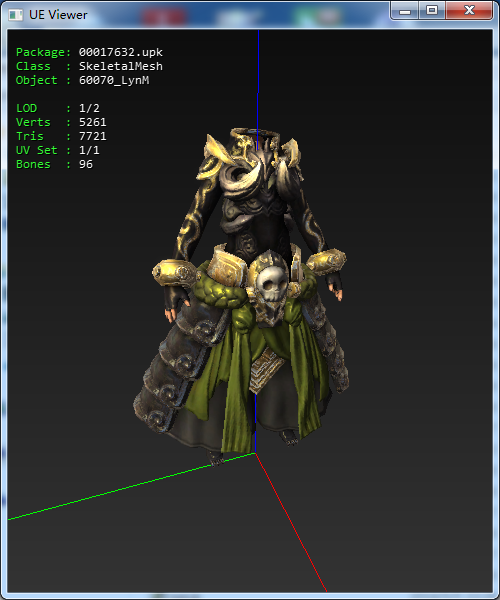 UE Viewer
Package: 00017632.upk
Class : SkeletalMesh
Object : 60070_LynM
LOD : 1/2
Verts : 5261
Tris : 7721
UV Set : 1/1
Bones : 96